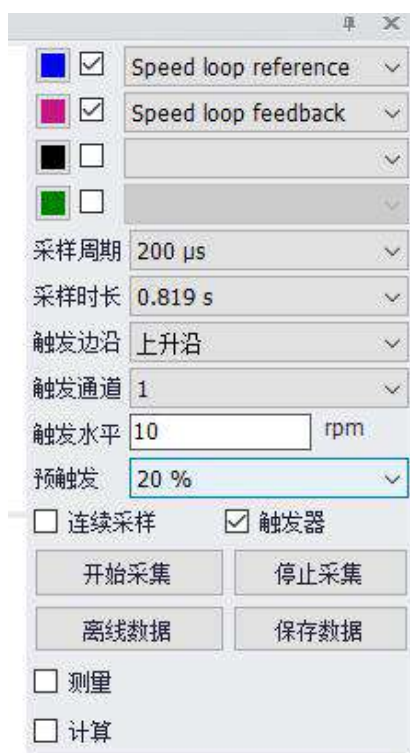 Speed loop reference
Speed loop feedback
采样周期 200 μs
采样时长 0.819 s
触发边沿 上升沿
触发通道 1
触发水平 10 rpm
预触发 20 %
连续采样 触发器
开始采集 停止采集
离线数据 保存数据
测量
计算